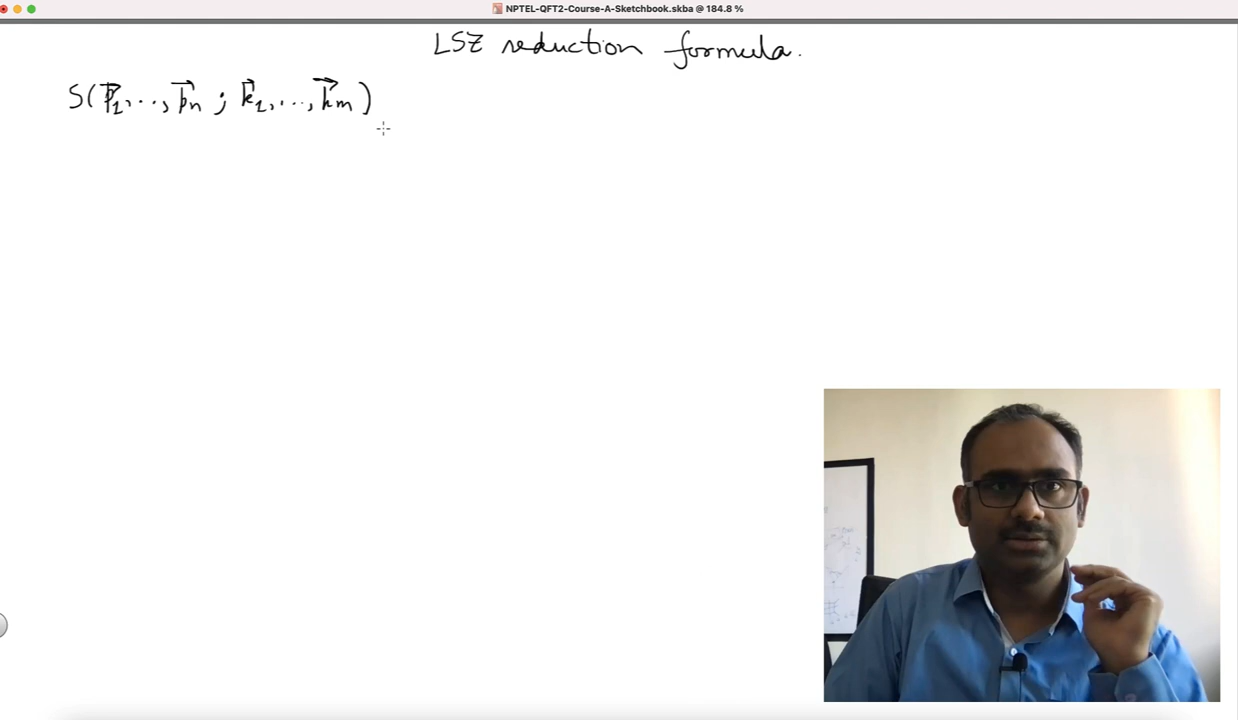 NPTEL-QFT2-Course-A-Sketchbook.skba @ 184.8 %
LSZ reduction formula.
S(p⃗₁,..., p⃗ₙ ; k⃗₁,..., k⃗ₘ)